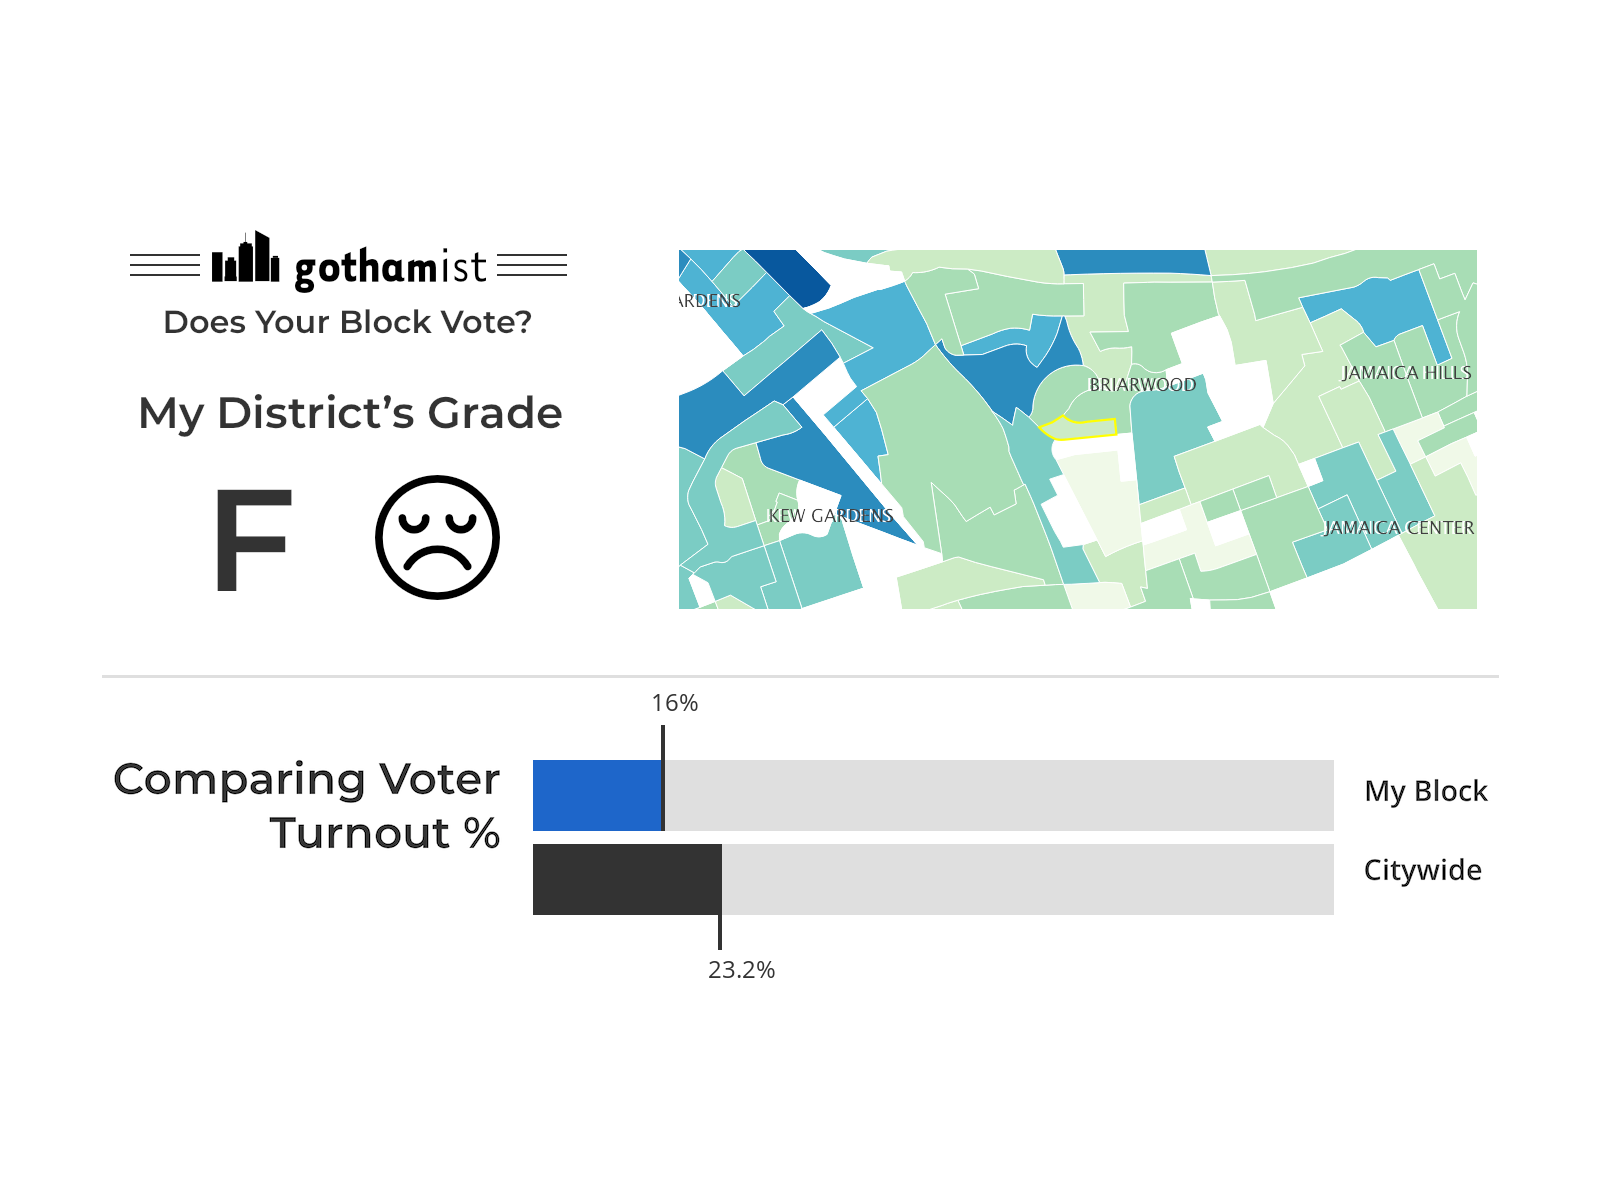 gothamist
Does Your Block Vote?
My District's Grade
F
ARDENS
BRIARWOOD
JAMAICA HILLS
KEW GARDENS
JAMAICA CENTER
16%
Comparing Voter
Turnout %
My Block
Citywide
23.2%